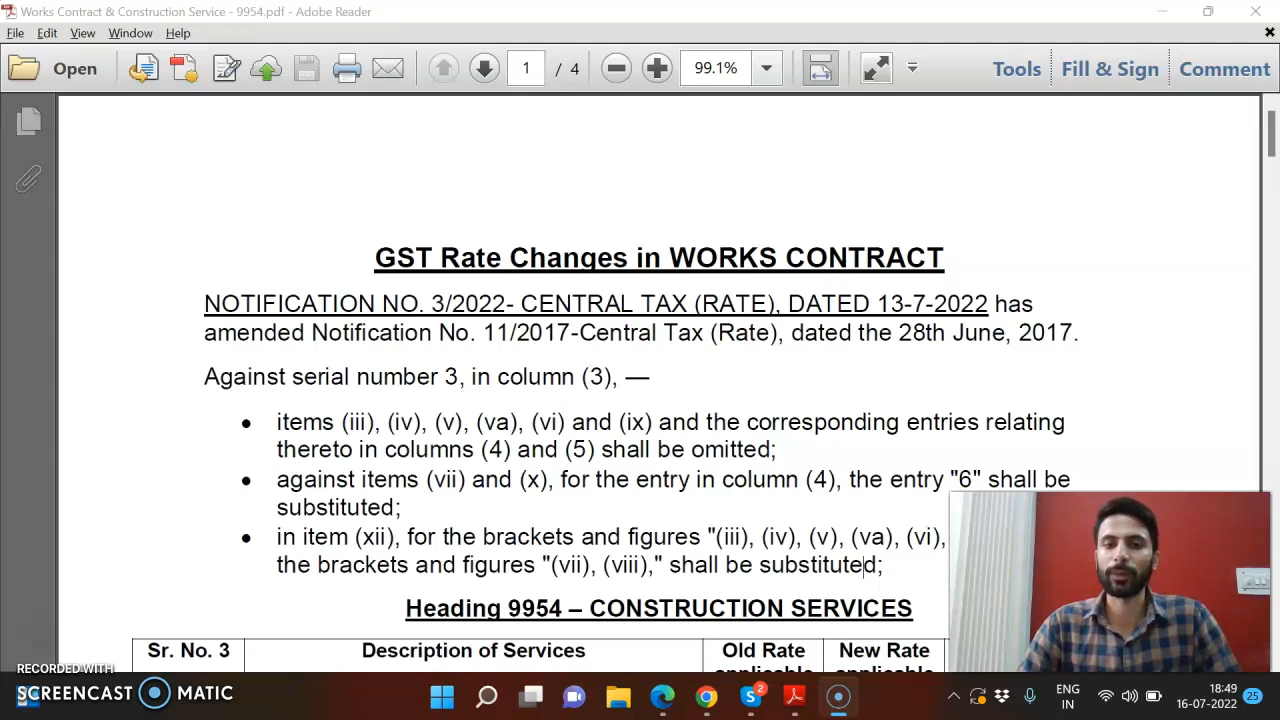 Works Contract & Construction Service - 9954.pdf - Adobe Reader
File Edit View Window Help
Open 1 / 4 99.1% Tools Fill & Sign Comment
GST Rate Changes in WORKS CONTRACT
NOTIFICATION NO. 3/2022- CENTRAL TAX (RATE), DATED 13-7-2022 has
amended Notification No. 11/2017-Central Tax (Rate), dated the 28th June, 2017.
Against serial number 3, in column (3), —
• items (iii), (iv), (v), (va), (vi) and (ix) and the corresponding entries relating
thereto in columns (4) and (5) shall be omitted;
• against items (vii) and (x), for the entry in column (4), the entry "6" shall be
substituted;
• in item (xii), for the brackets and figures "(iii), (iv), (v), (va), (vi),
the brackets and figures "(vii), (viii)," shall be substituted;
Heading 9954 – CONSTRUCTION SERVICES
Sr. No. 3 Description of Services Old Rate New Rate
RECORDED WITH
SCREENCAST MATIC
2
ENG
IN
18:49
16-07-2022
25